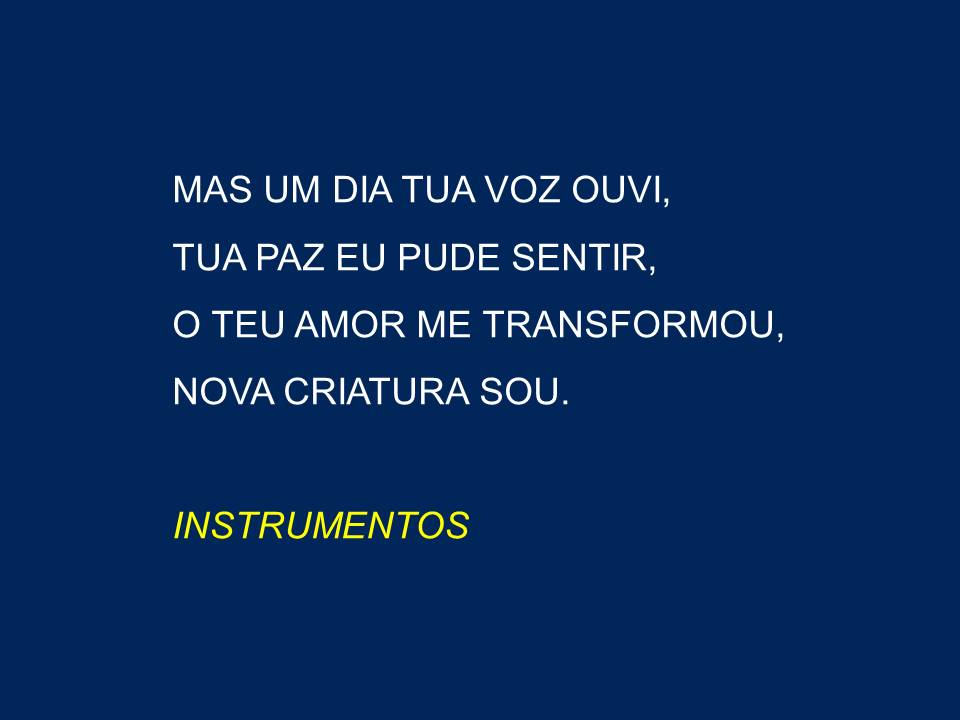 MAS UM DIA TUA VOZ OUVI,
TUA PAZ EU PUDE SENTIR,
O TEU AMOR ME TRANSFORMOU,
NOVA CRIATURA SOU.
INSTRUMENTOS